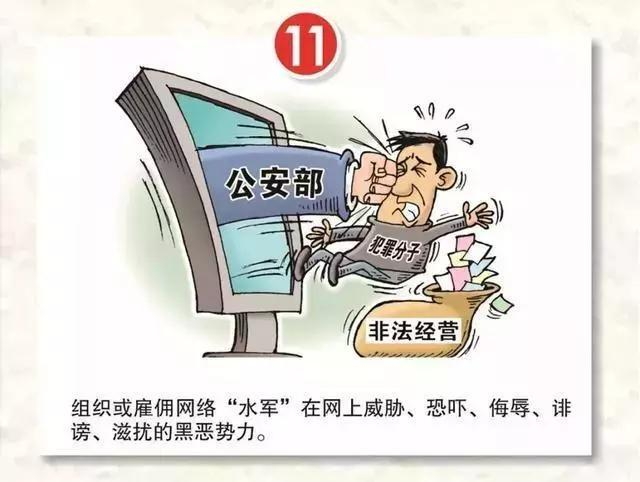 11
公安部
犯罪分子
非法经营
组织或雇佣网络“水军”在网上威胁、恐吓、侮辱、诽
谤、滋扰的黑恶势力。